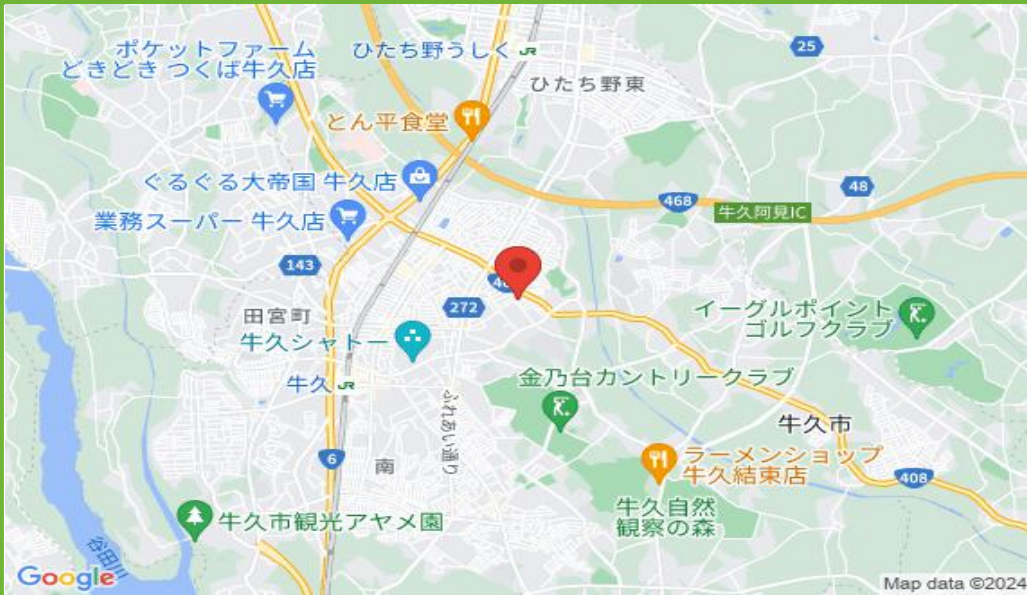 ポケットファーム
どきどき つくば牛久店
ひたち野うしく JR
25
ひたち野東
とん平食堂
ぐるぐる大帝国 牛久店
48
468
牛久阿見IC
業務スーパー 牛久店
143
272
イーグルポイント
ゴルフクラブ
田宮町
牛久シャトー
金乃台カントリークラブ
牛久 JR
ふれあい通り
牛久市
6
南
ラーメンショップ
牛久結束店
408
牛久自然
観察の森
牛久市観光アヤメ園
谷田川
Google
Map data ©2024